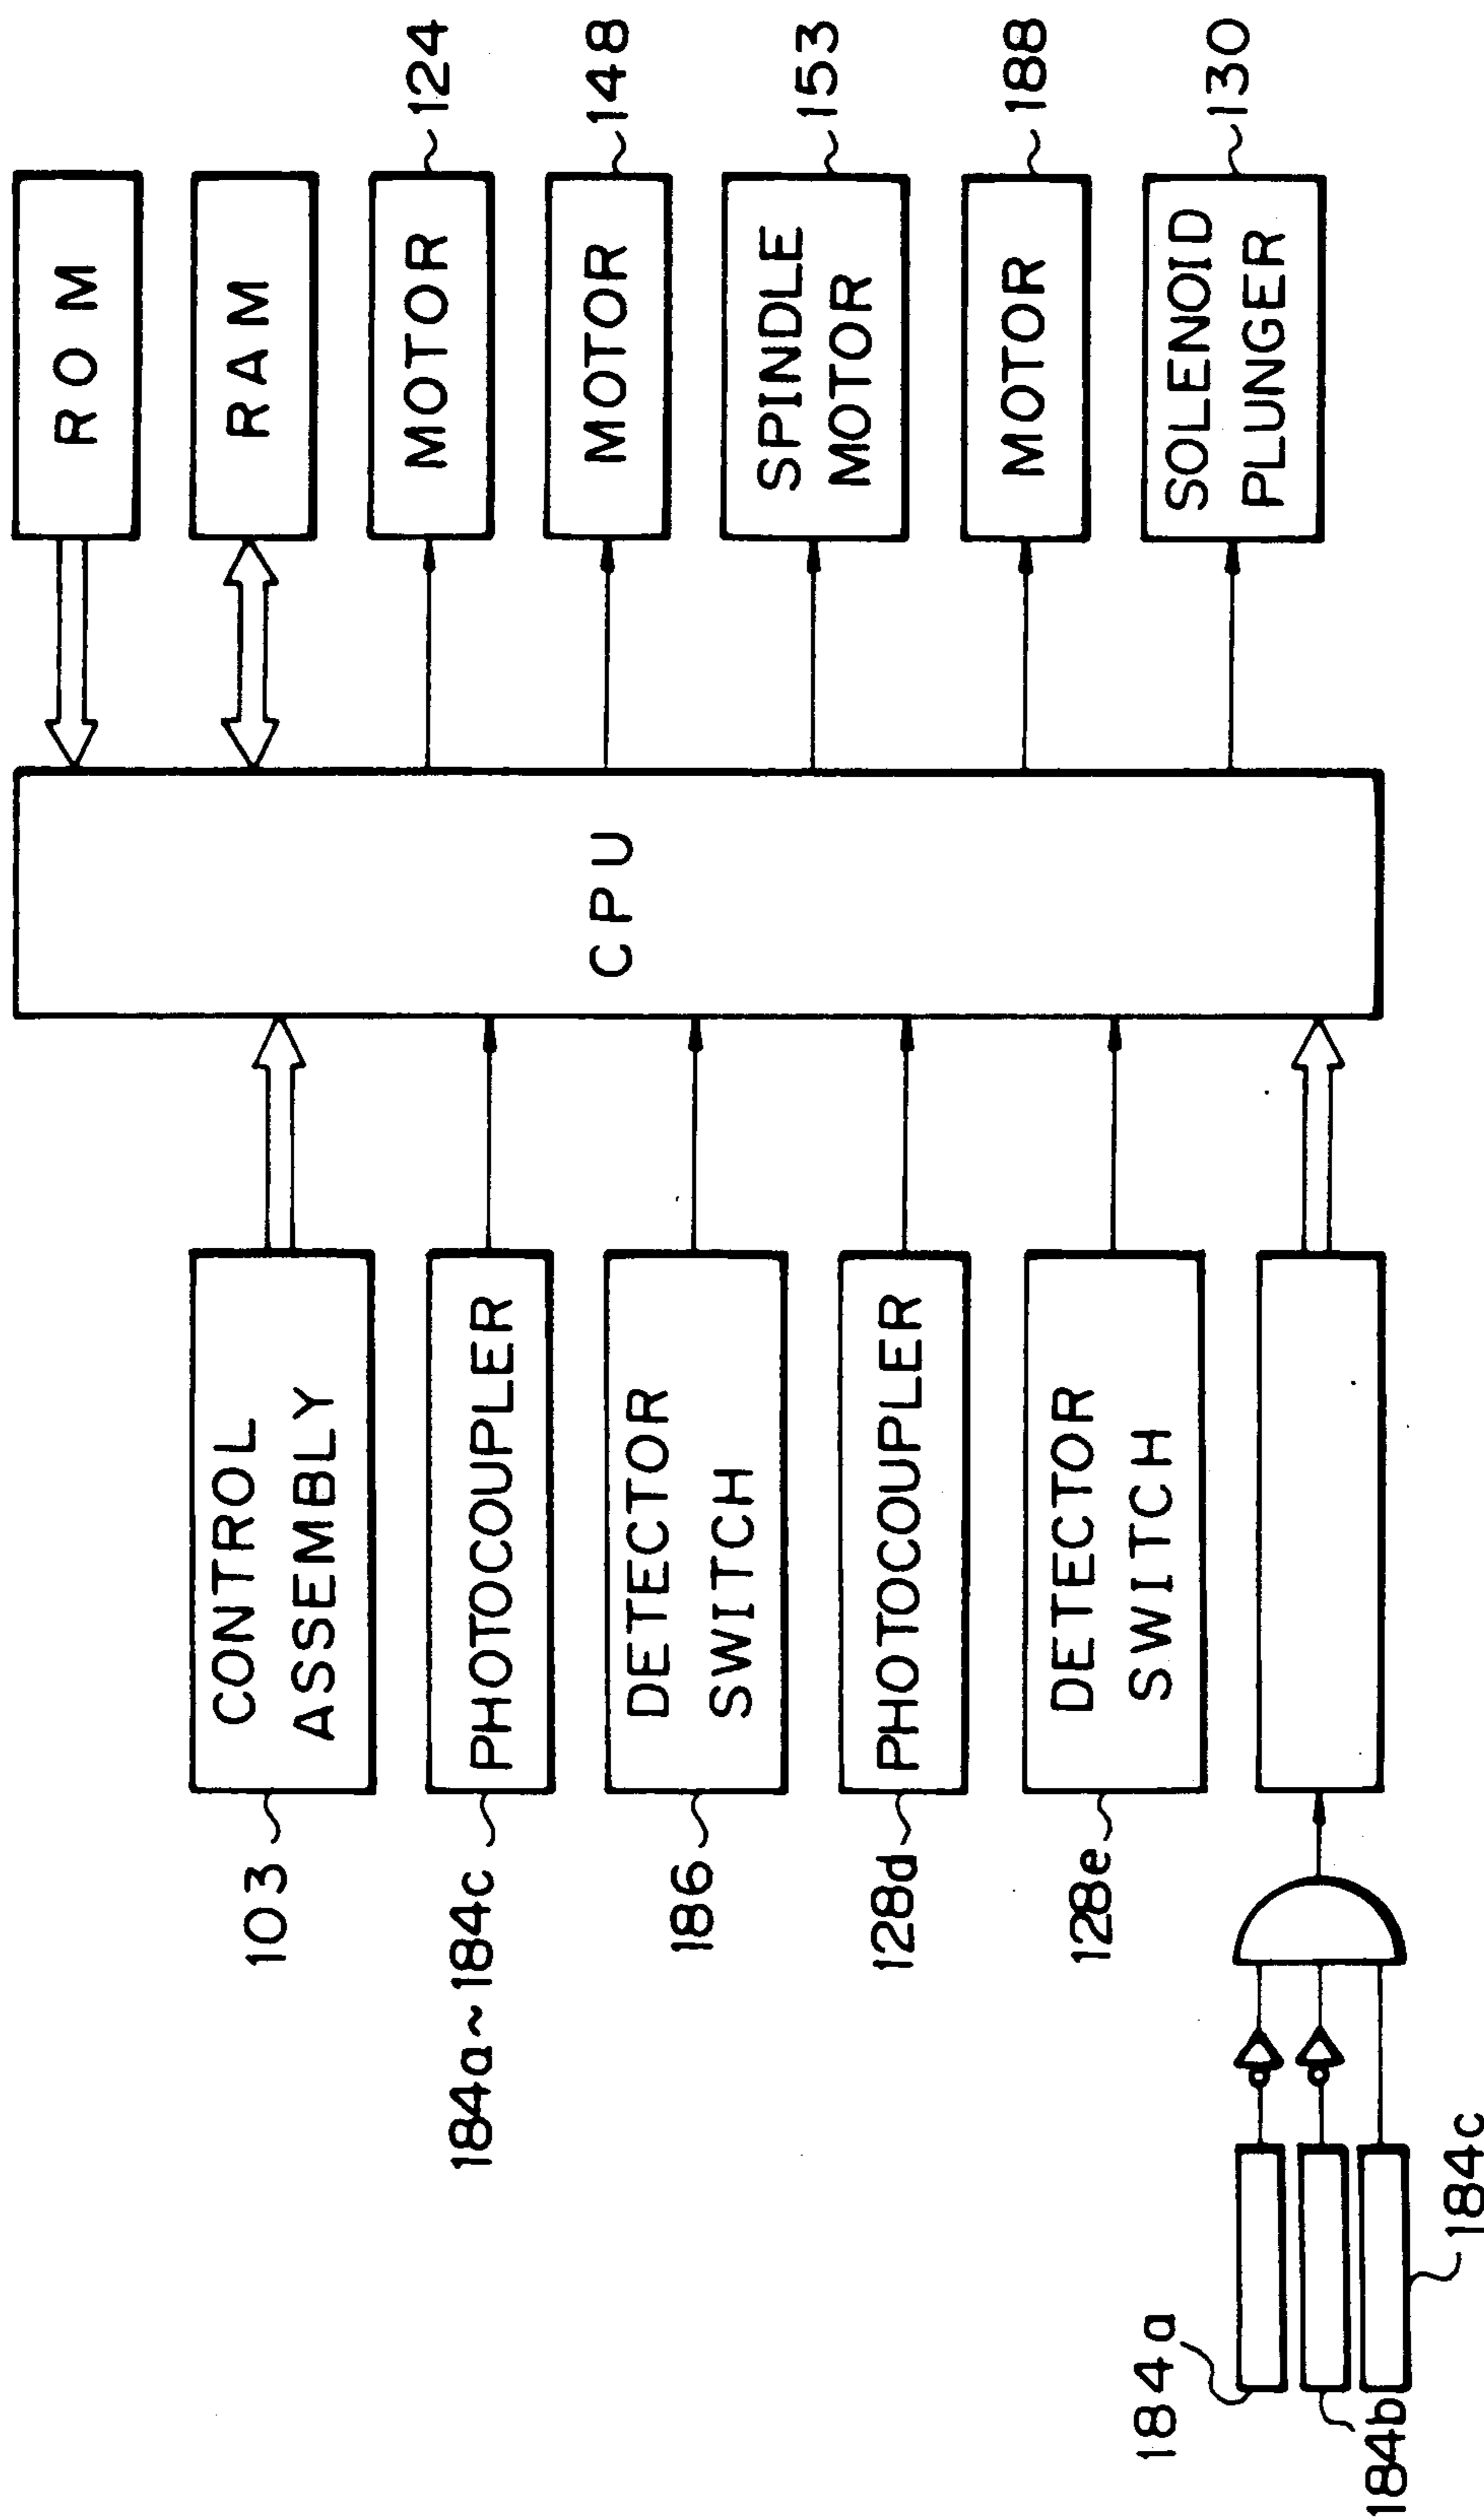 103
CONTROL
ASSEMBLY
184a~184c
PHOTOCOUPLER
186
DETECTOR
SWITCH
128d
PHOTOCOUPLER
128e
DETECTOR
SWITCH
184a
184b
184c
CPU
ROM
RAM
MOTOR
124
MOTOR
148
SPINDLE
MOTOR
153
MOTOR
188
SOLENOID
PLUNGER
130